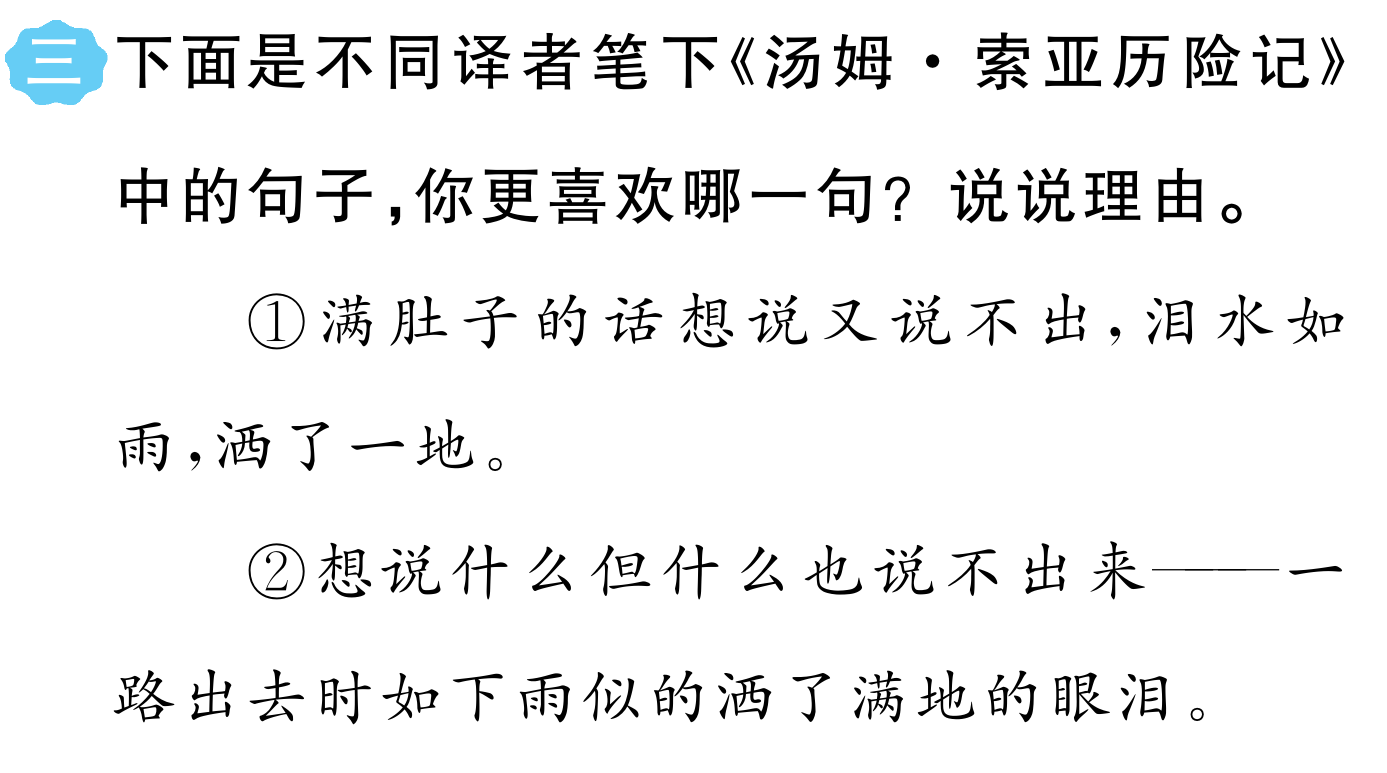 三 下面是不同译者笔下《汤姆·索亚历险记》
中的句子,你更喜欢哪一句? 说说理由。
①满肚子的话想说又说不出,泪水如
雨,洒了一地。
②想说什么但什么也说不出来——一
路出去时如下雨似的洒了满地的眼泪。